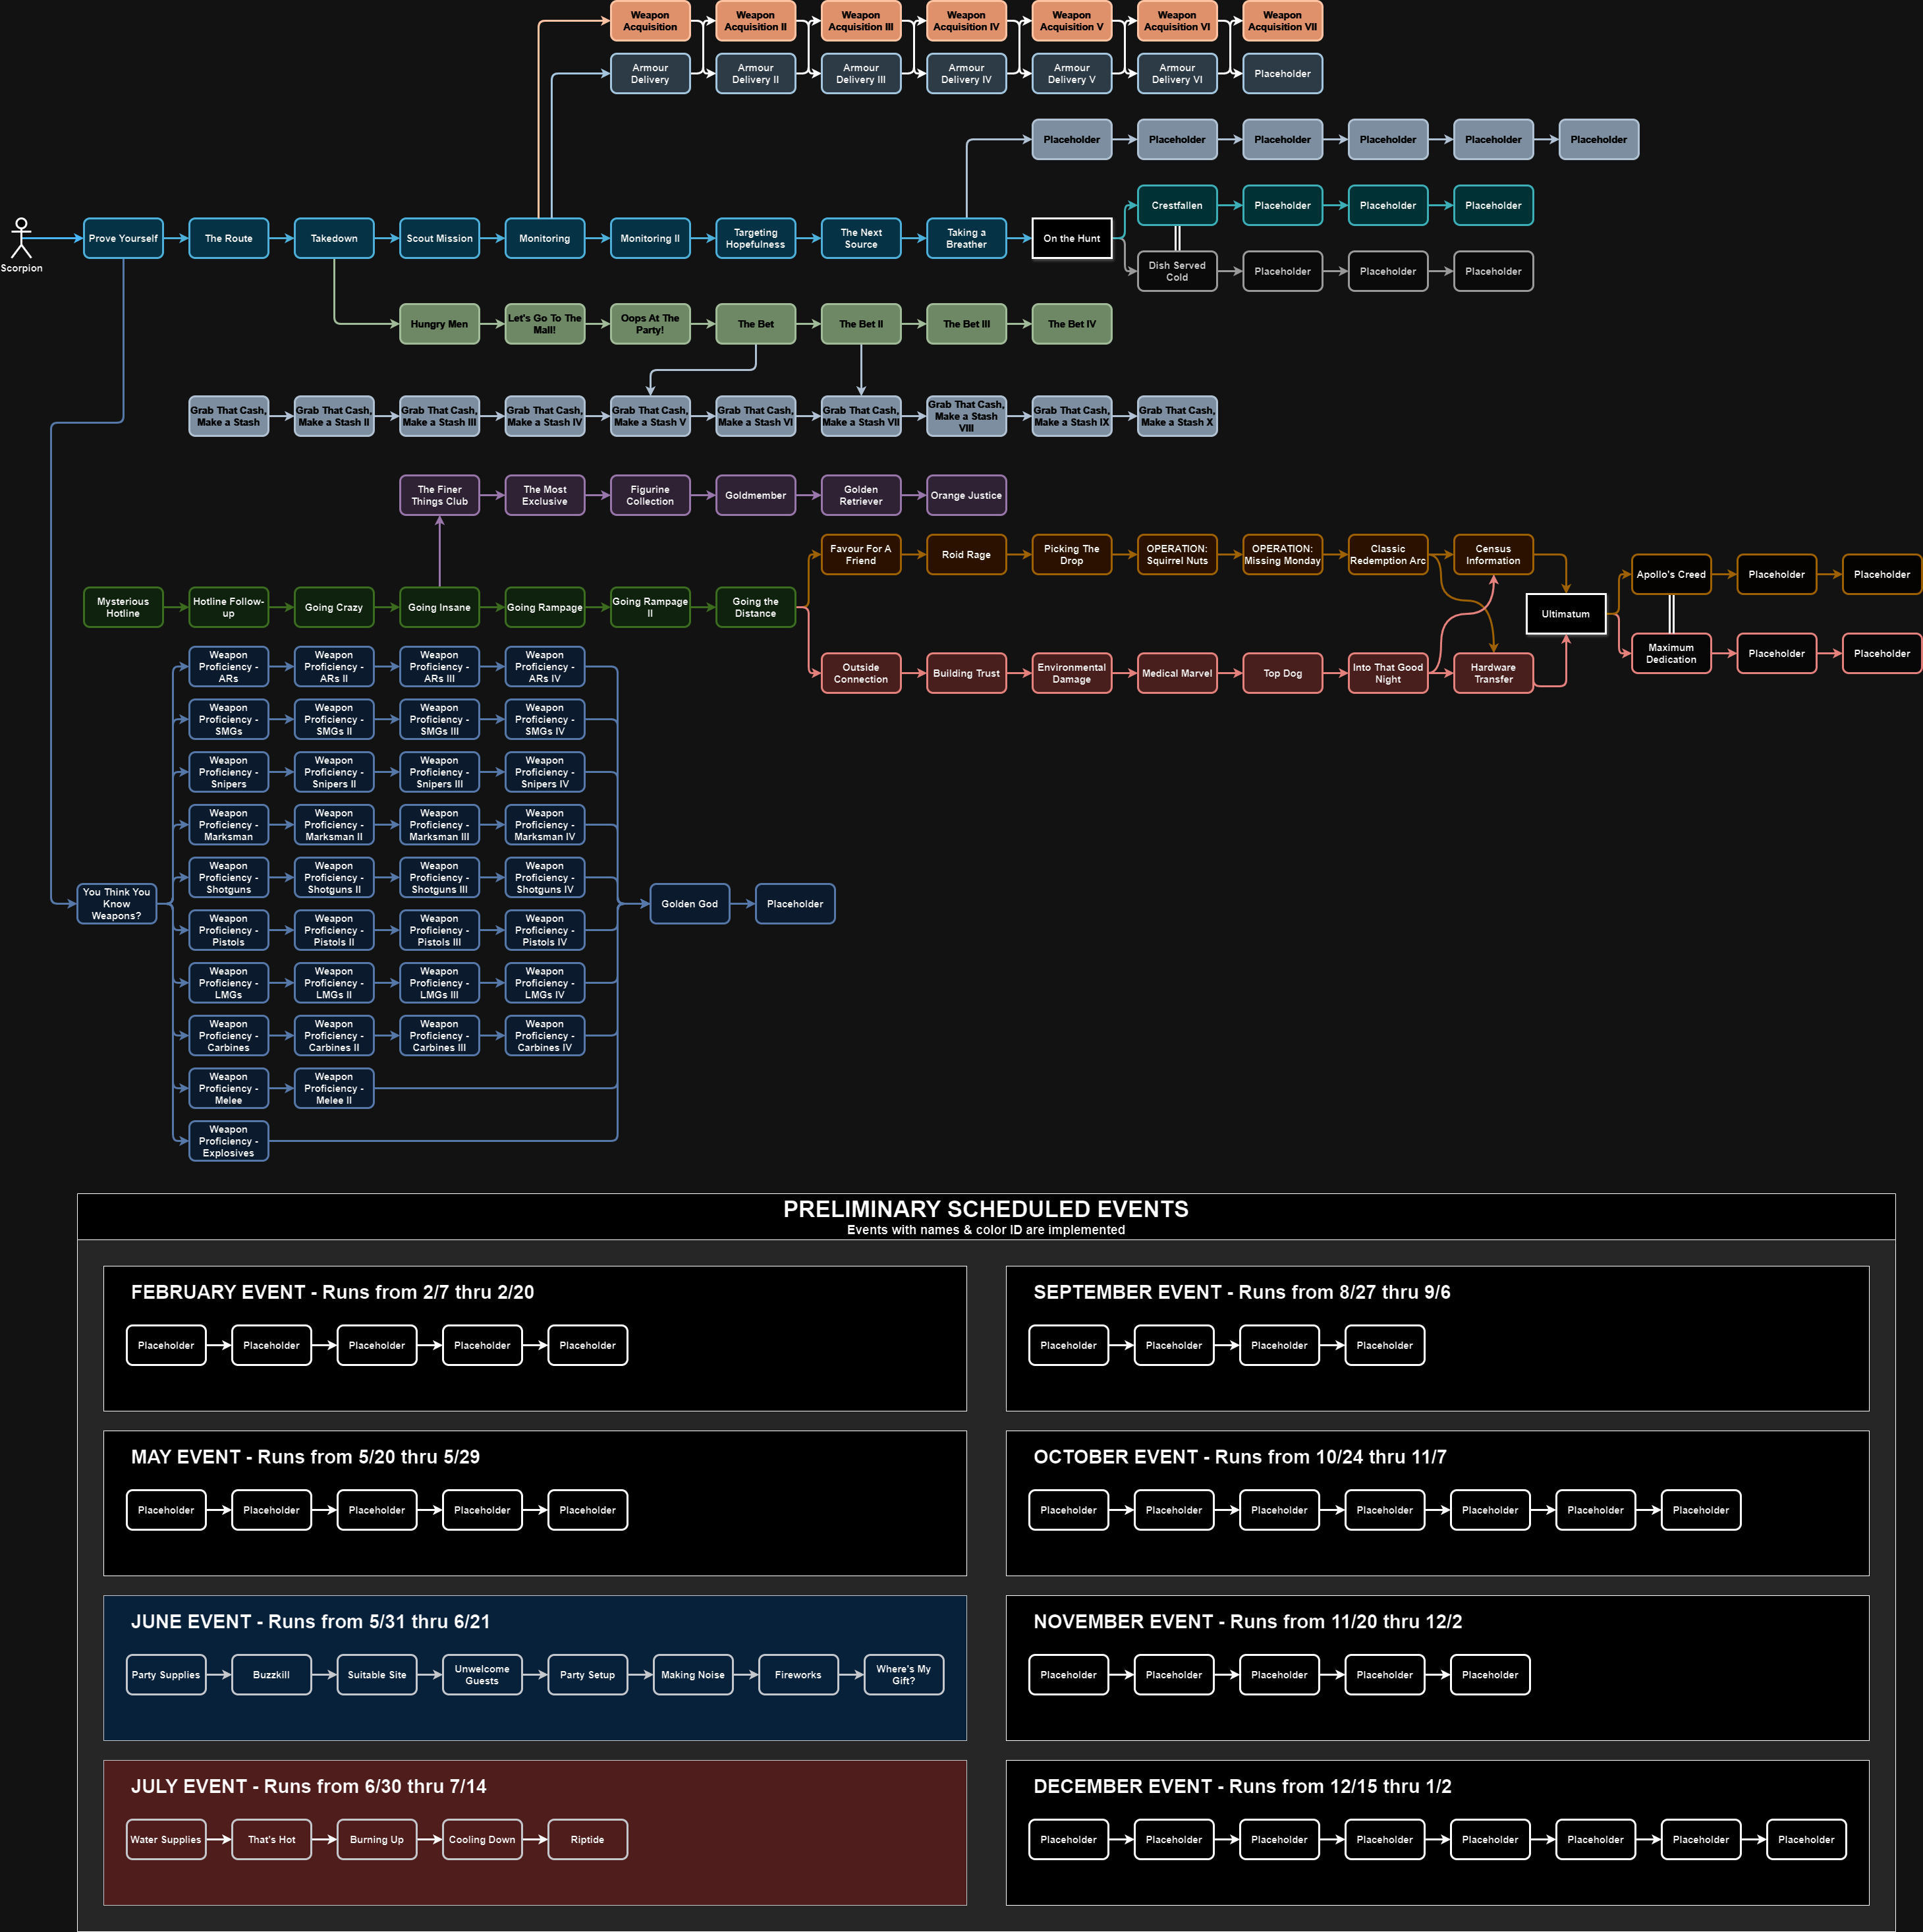 Weapon
Acquisition
Weapon
Acquisition II
Weapon
Acquisition III
Weapon
Acquisition IV
Weapon
Acquisition V
Weapon
Acquisition VI
Weapon
Acquisition VII
Armour
Delivery
Armour
Delivery II
Armour
Delivery III
Armour
Delivery IV
Armour
Delivery V
Armour
Delivery VI
Placeholder
Placeholder
Placeholder
Placeholder
Placeholder
Placeholder
Placeholder
Crestfallen
Placeholder
Placeholder
Placeholder
Scorpion
Prove Yourself
The Route
Takedown
Scout Mission
Monitoring
Monitoring II
Targeting
Hopefulness
The Next
Source
Taking a
Breather
On the Hunt
Dish Served
Cold
Placeholder
Placeholder
Placeholder
Hungry Men
Let's Go To The
Mall!
Oops At The
Party!
The Bet
The Bet II
The Bet III
The Bet IV
Grab That Cash,
Make a Stash
Grab That Cash,
Make a Stash II
Grab That Cash,
Make a Stash III
Grab That Cash,
Make a Stash IV
Grab That Cash,
Make a Stash V
Grab That Cash,
Make a Stash VI
Grab That Cash,
Make a Stash VII
Grab That Cash,
Make a Stash
VIII
Grab That Cash,
Make a Stash IX
Grab That Cash,
Make a Stash X
The Finer
Things Club
The Most
Exclusive
Figurine
Collection
Goldmember
Golden
Retriever
Orange Justice
Favour For A
Friend
Roid Rage
Picking The
Drop
OPERATION:
Squirrel Nuts
OPERATION:
Missing Monday
Classic
Redemption Arc
Census
Information
Apollo's Creed
Placeholder
Placeholder
Mysterious
Hotline
Hotline Follow-
up
Going Crazy
Going Insane
Going Rampage
Going Rampage
II
Going the
Distance
Ultimatum
Maximum
Dedication
Placeholder
Placeholder
Outside
Connection
Building Trust
Environmental
Damage
Medical Marvel
Top Dog
Into That Good
Night
Hardware
Transfer
Weapon
Proficiency -
ARs
Weapon
Proficiency -
ARs II
Weapon
Proficiency -
ARs III
Weapon
Proficiency -
ARs IV
Weapon
Proficiency -
SMGs
Weapon
Proficiency -
SMGs II
Weapon
Proficiency -
SMGs III
Weapon
Proficiency -
SMGs IV
Weapon
Proficiency -
Snipers
Weapon
Proficiency -
Snipers II
Weapon
Proficiency -
Snipers III
Weapon
Proficiency -
Snipers IV
Weapon
Proficiency -
Marksman
Weapon
Proficiency -
Marksman II
Weapon
Proficiency -
Marksman III
Weapon
Proficiency -
Marksman IV
Weapon
Proficiency -
Shotguns
Weapon
Proficiency -
Shotguns II
Weapon
Proficiency -
Shotguns III
Weapon
Proficiency -
Shotguns IV
You Think You
Know
Weapons?
Golden God
Placeholder
Weapon
Proficiency -
Pistols
Weapon
Proficiency -
Pistols II
Weapon
Proficiency -
Pistols III
Weapon
Proficiency -
Pistols IV
Weapon
Proficiency -
LMGs
Weapon
Proficiency -
LMGs II
Weapon
Proficiency -
LMGs III
Weapon
Proficiency -
LMGs IV
Weapon
Proficiency -
Carbines
Weapon
Proficiency -
Carbines II
Weapon
Proficiency -
Carbines III
Weapon
Proficiency -
Carbines IV
Weapon
Proficiency -
Melee
Weapon
Proficiency -
Melee II
Weapon
Proficiency -
Explosives
PRELIMINARY SCHEDULED EVENTS
Events with names & color ID are implemented
FEBRUARY EVENT - Runs from 2/7 thru 2/20
Placeholder
Placeholder
Placeholder
Placeholder
Placeholder
MAY EVENT - Runs from 5/20 thru 5/29
Placeholder
Placeholder
Placeholder
Placeholder
Placeholder
JUNE EVENT - Runs from 5/31 thru 6/21
Party Supplies
Buzzkill
Suitable Site
Unwelcome
Guests
Party Setup
Making Noise
Fireworks
Where's My
Gift?
JULY EVENT - Runs from 6/30 thru 7/14
Water Supplies
That's Hot
Burning Up
Cooling Down
Riptide
SEPTEMBER EVENT - Runs from 8/27 thru 9/6
Placeholder
Placeholder
Placeholder
Placeholder
OCTOBER EVENT - Runs from 10/24 thru 11/7
Placeholder
Placeholder
Placeholder
Placeholder
Placeholder
Placeholder
Placeholder
NOVEMBER EVENT - Runs from 11/20 thru 12/2
Placeholder
Placeholder
Placeholder
Placeholder
Placeholder
DECEMBER EVENT - Runs from 12/15 thru 1/2
Placeholder
Placeholder
Placeholder
Placeholder
Placeholder
Placeholder
Placeholder
Placeholder